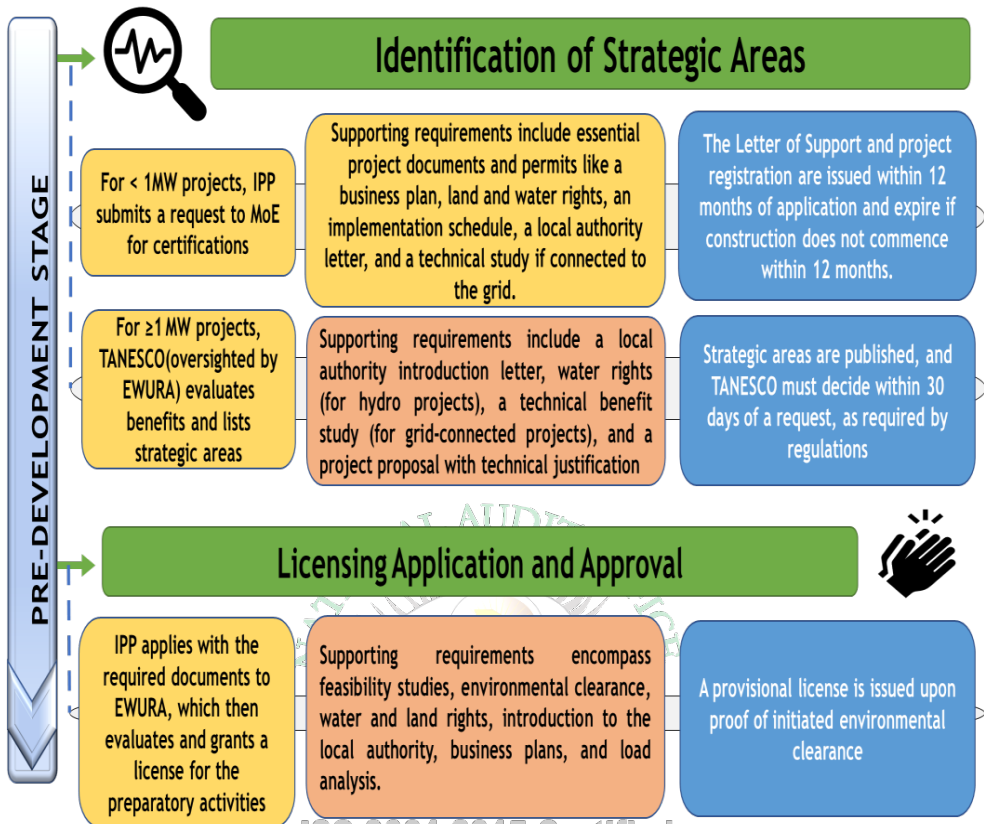 PRE-DEVELOPMENT STAGE
Identification of Strategic Areas
For < 1MW projects, IPP
submits a request to MoE
for certifications
Supporting requirements include essential
project documents and permits like a
business plan, land and water rights, an
implementation schedule, a local authority
letter, and a technical study if connected to
the grid.
The Letter of Support and project
registration are issued within 12
months of application and expire if
construction does not commence
within 12 months.
For ≥1 MW projects,
TANESCO(oversighted by
EWURA) evaluates
benefits and lists
strategic areas
Supporting requirements include a local
authority introduction letter, water rights
(for hydro projects), a technical benefit
study (for grid-connected projects), and a
project proposal with technical justification
Strategic areas are published, and
TANESCO must decide within 30
days of a request, as required by
regulations
Licensing Application and Approval
IPP applies with the
required documents to
EWURA, which then
evaluates and grants a
license for the
preparatory activities
Supporting requirements encompass
feasibility studies, environmental clearance,
water and land rights, introduction to the
local authority, business plans, and load
analysis.
A provisional license is issued upon
proof of initiated environmental
clearance